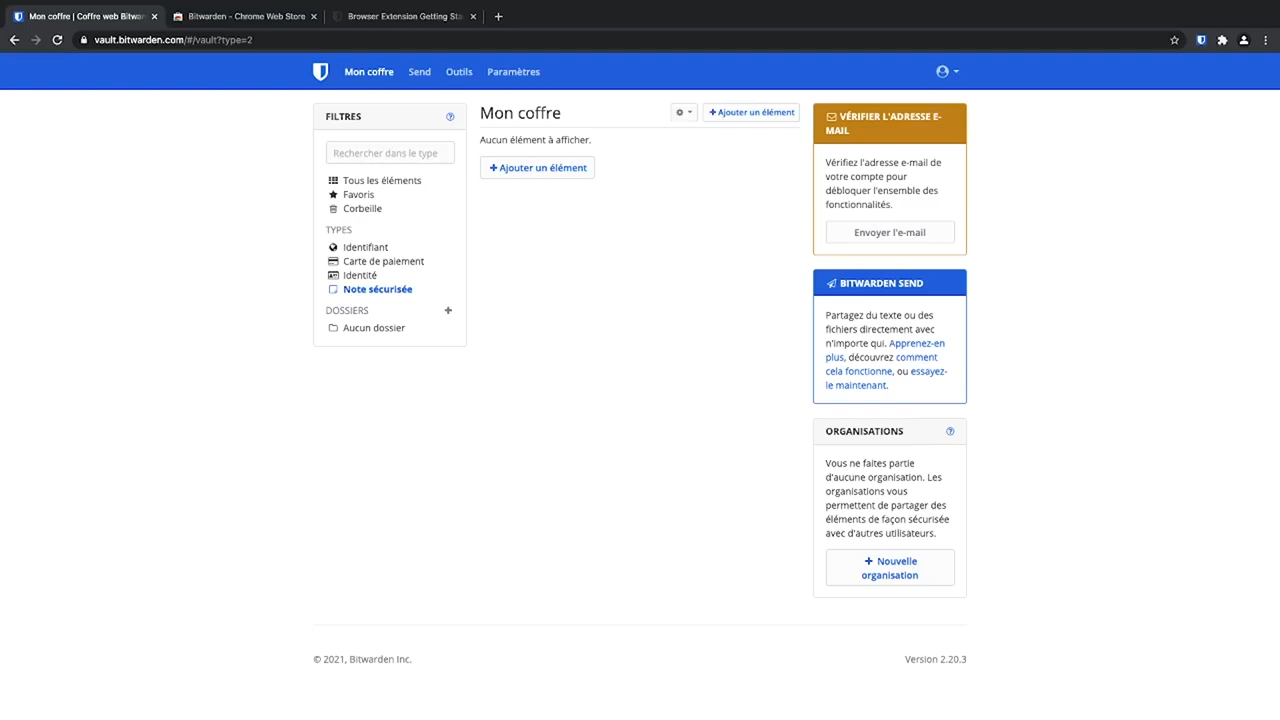 Mon coffre | Coffre web Bitwar
Bitwarden - Chrome Web Store
Browser Extension Getting Sta
vault.bitwarden.com/#/vault?type=2
Mon coffre
Send
Outils
Paramètres
FILTRES
Rechercher dans le type
Tous les éléments
Favoris
Corbeille
TYPES
Identifiant
Carte de paiement
Identité
Note sécurisée
DOSSIERS
Aucun dossier
Mon coffre
Ajouter un élément
Aucun élément à afficher.
Ajouter un élément
VÉRIFIER L'ADRESSE E-
MAIL
Vérifiez l'adresse e-mail de
votre compte pour
débloquer l'ensemble des
fonctionnalités.
Envoyer l'e-mail
BITWARDEN SEND
Partagez du texte ou des
fichiers directement avec
n'importe qui. Apprenez-en
plus, découvrez comment
cela fonctionne, ou essayez-
le maintenant.
ORGANISATIONS
Vous ne faites partie
d'aucune organisation. Les
organisations vous
permettent de partager des
éléments de façon sécurisée
avec d'autres utilisateurs.
Nouvelle
organisation
© 2021, Bitwarden Inc.
Version 2.20.3